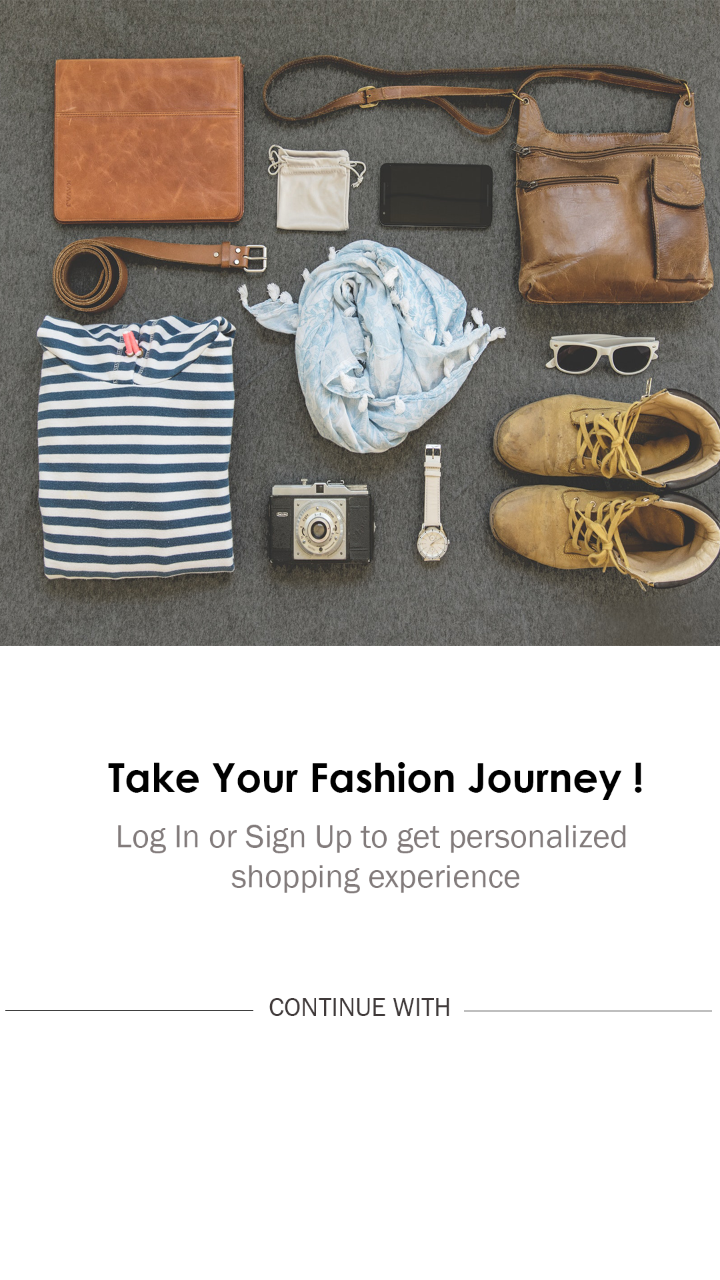 Take Your Fashion Journey !
Log In or Sign Up to get personalized
shopping experience
CONTINUE WITH